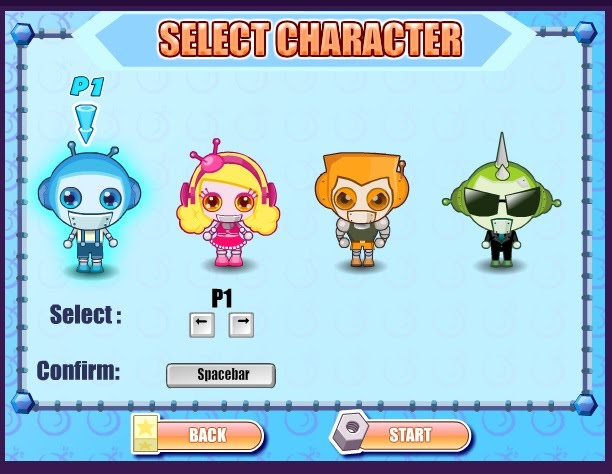 SELECT CHARACTER
P1
P1
Select :
← →
Confirm: Spacebar
BACK START